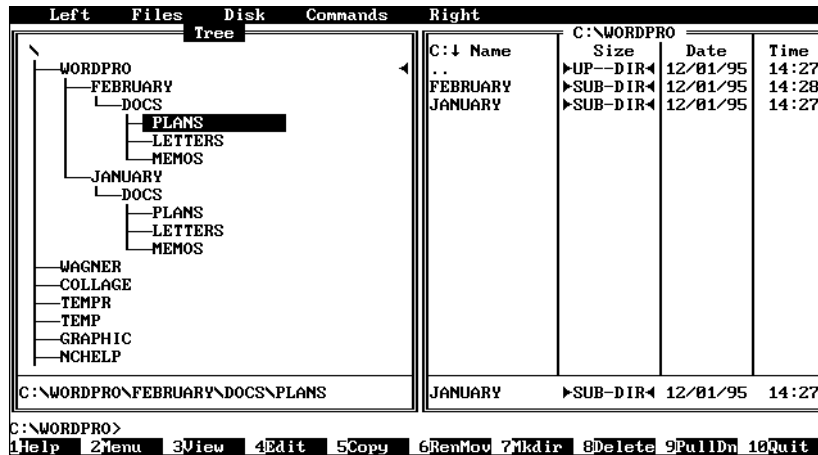 Left Files Disk Commands Right
Tree
\
WORDPRO
FEBRUARY
DOCS
PLANS
LETTERS
MEMOS
JANUARY
DOCS
PLANS
LETTERS
MEMOS
WAGNER
COLLAGE
TEMPR
TEMP
GRAPHIC
NCHELP
C:\WORDPRO\FEBRUARY\DOCS\PLANS
C:\WORDPRO
C:↓ Name Size Date Time
.. ►UP--DIR◄ 12/01/95 14:27
FEBRUARY ►SUB-DIR◄ 12/01/95 14:28
JANUARY ►SUB-DIR◄ 12/01/95 14:27
JANUARY ►SUB-DIR◄ 12/01/95 14:27
C:\WORDPRO>
1Help 2Menu 3View 4Edit 5Copy 6RenMov 7Mkdir 8Delete 9PullDn 10Quit